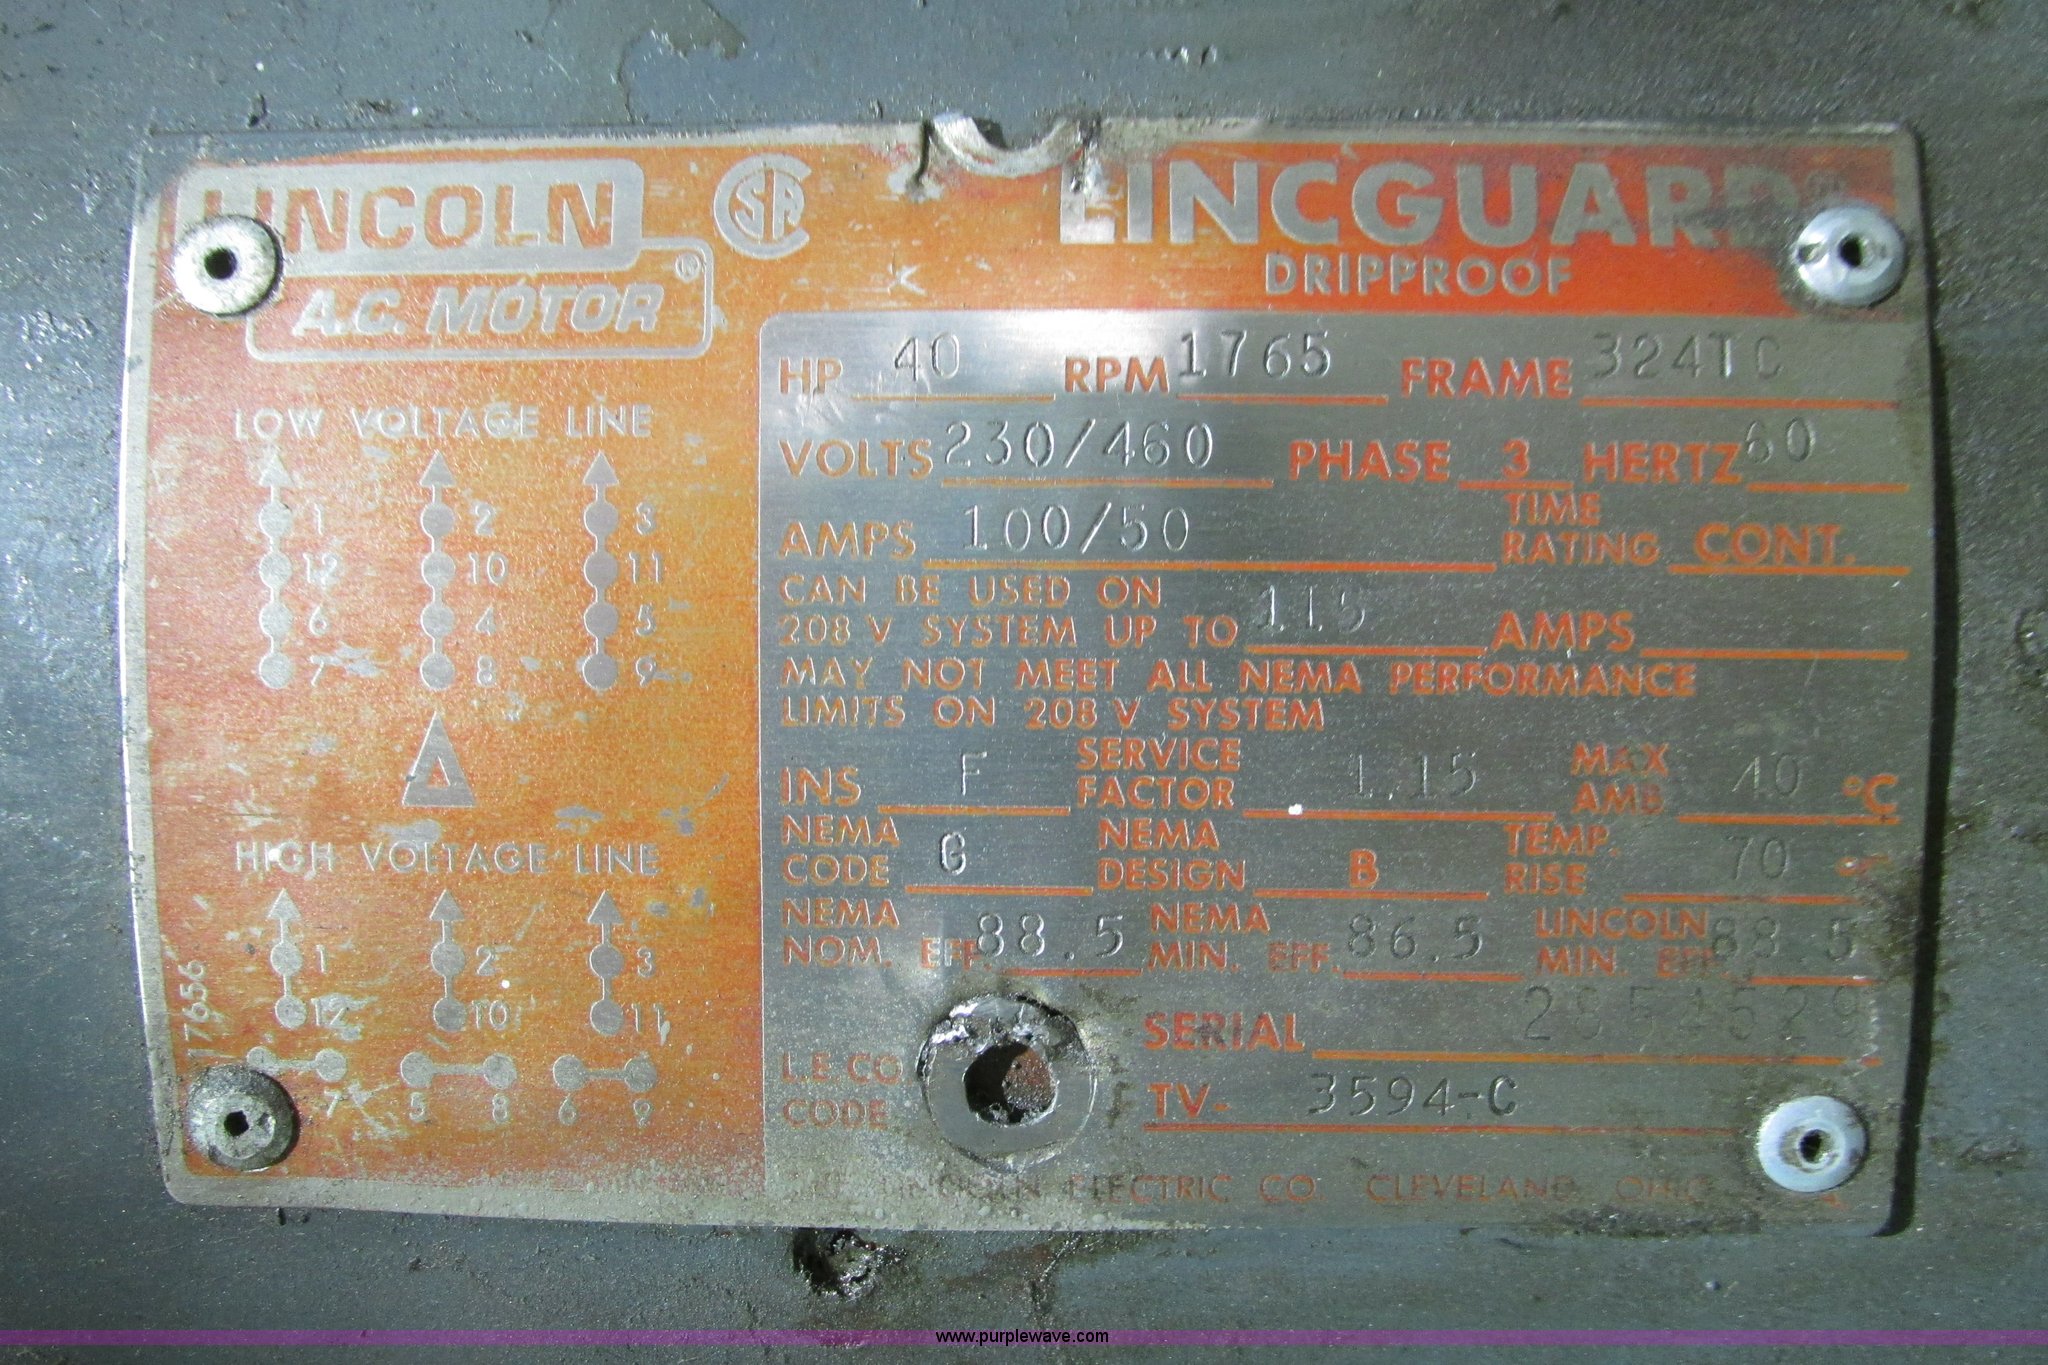 LINCOLN
A.C. MOTOR ®
CSA
LINCGUARD ®
DRIPPROOF
LOW VOLTAGE LINE
1 2 3
12 10 11
6 4 5
7 8 9
HIGH VOLTAGE LINE
1 2 3
12 10 11
7 5 8 6 9
17656
HP 40 RPM 1765 FRAME 324TC
VOLTS 230/460 PHASE 3 HERTZ 60
AMPS 100/50 TIME RATING CONT.
CAN BE USED ON
208 V SYSTEM UP TO 115 AMPS
MAY NOT MEET ALL NEMA PERFORMANCE
LIMITS ON 208 V SYSTEM
INS F SERVICE FACTOR 1.15 MAX AMB 40 °C
NEMA CODE G NEMA DESIGN B TEMP. RISE 70
NEMA NOM. EFF. 88.5 NEMA MIN. EFF. 86.5 LINCOLN MIN. EFF. 88.5
SERIAL
L.E CO CODE TV- 3594-C
LINCOLN ELECTRIC CO. CLEVELAND, OHIO
www.purplewave.com